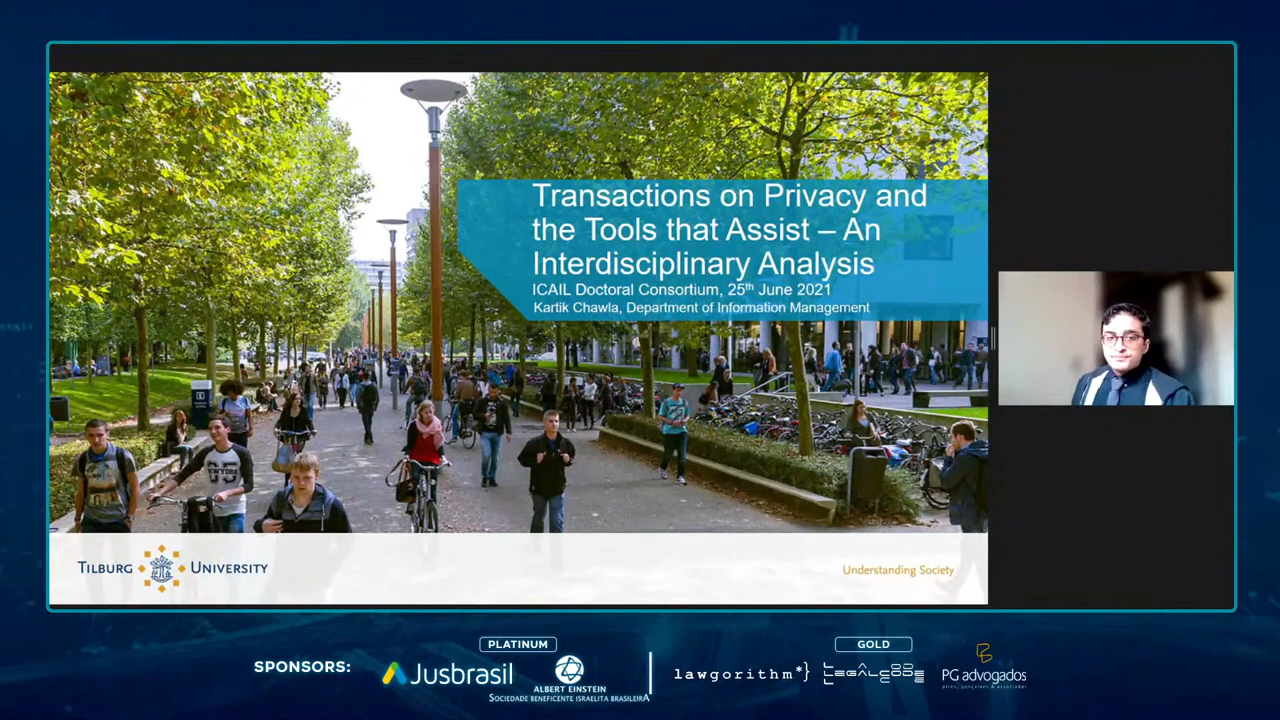 Transactions on Privacy and
the Tools that Assist – An
Interdisciplinary Analysis
ICAIL Doctoral Consortium, 25th June 2021
Kartik Chawla, Department of Information Management
TILBURG UNIVERSITY
Understanding Society
SPONSORS:
PLATINUM
Jusbrasil
ALBERT EINSTEIN
SOCIEDADE BENEFICENTE ISRAELITA BRASILEIRA
GOLD
lawgorithm*}
LEGALCODE
PG advogados